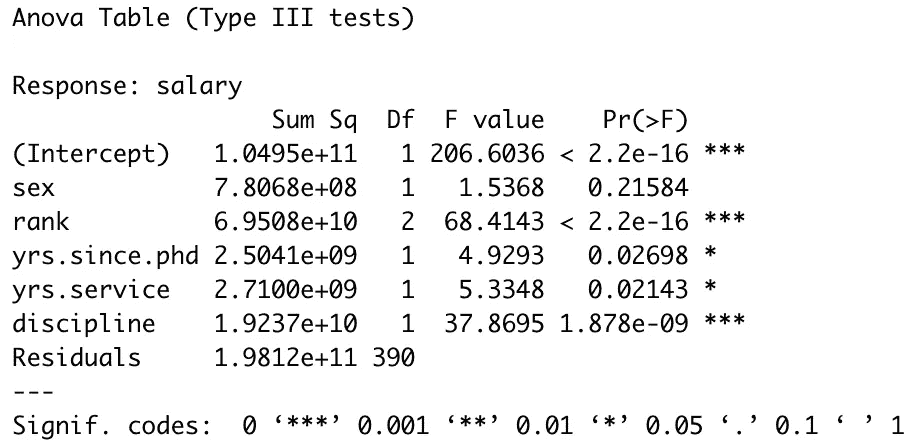 Anova Table (Type III tests)
Response: salary
Sum Sq Df F value Pr(>F)
(Intercept) 1.0495e+11 1 206.6036 < 2.2e-16 ***
sex 7.8068e+08 1 1.5368 0.21584
rank 6.9508e+10 2 68.4143 < 2.2e-16 ***
yrs.since.phd 2.5041e+09 1 4.9293 0.02698 *
yrs.service 2.7100e+09 1 5.3348 0.02143 *
discipline 1.9237e+10 1 37.8695 1.878e-09 ***
Residuals 1.9812e+11 390
---
Signif. codes: 0 ‘***’ 0.001 ‘**’ 0.01 ‘*’ 0.05 ‘.’ 0.1 ‘ ’ 1